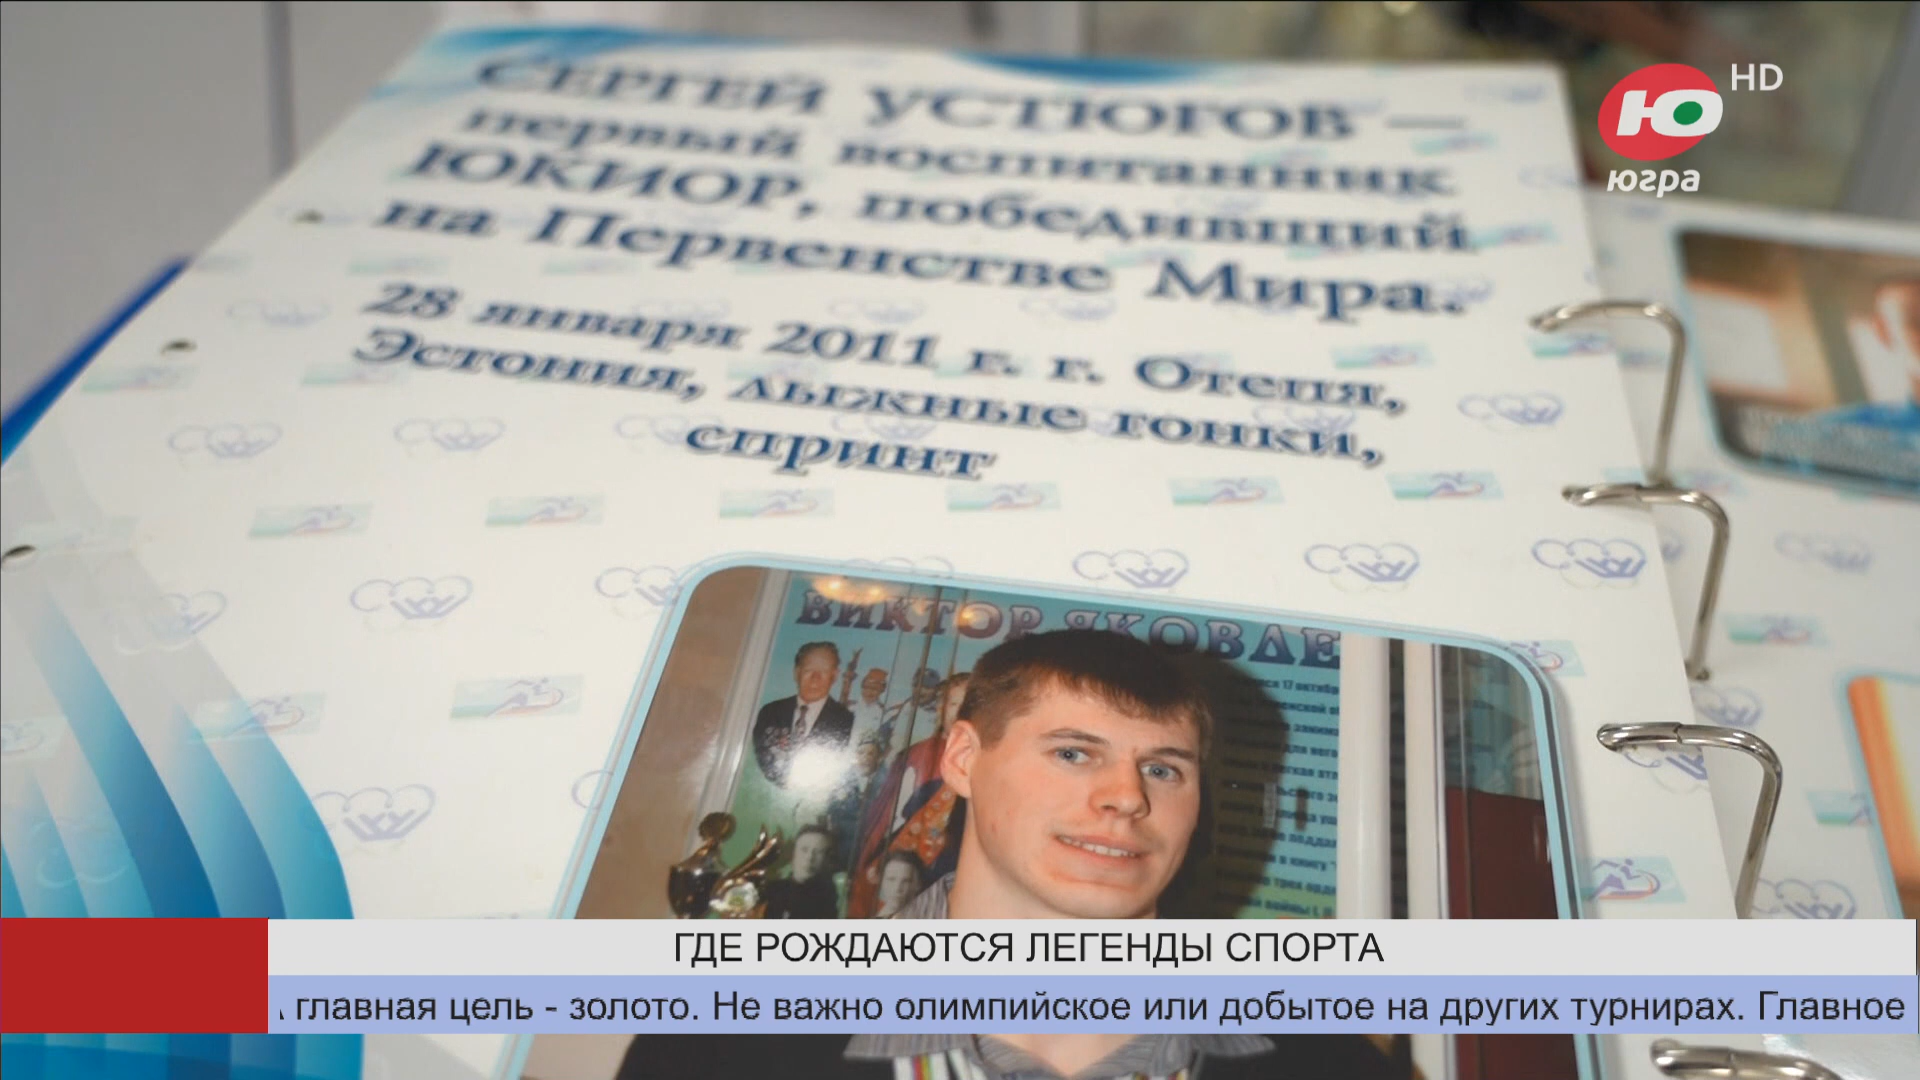 HD
Ю
югра
СЕРГЕЙ УСТЮГОВ —
первый воспитанник
ЮКИОР, победивший
на Первенстве Мира.
28 января 2011 г. г. Отепя,
Эстония, лыжные гонки,
спринт
ВИКТОР ЯКОВЛЕ
ГДЕ РОЖДАЮТСЯ ЛЕГЕНДЫ СПОРТА
А главная цель - золото. Не важно олимпийское или добытое на других турнирах. Главное